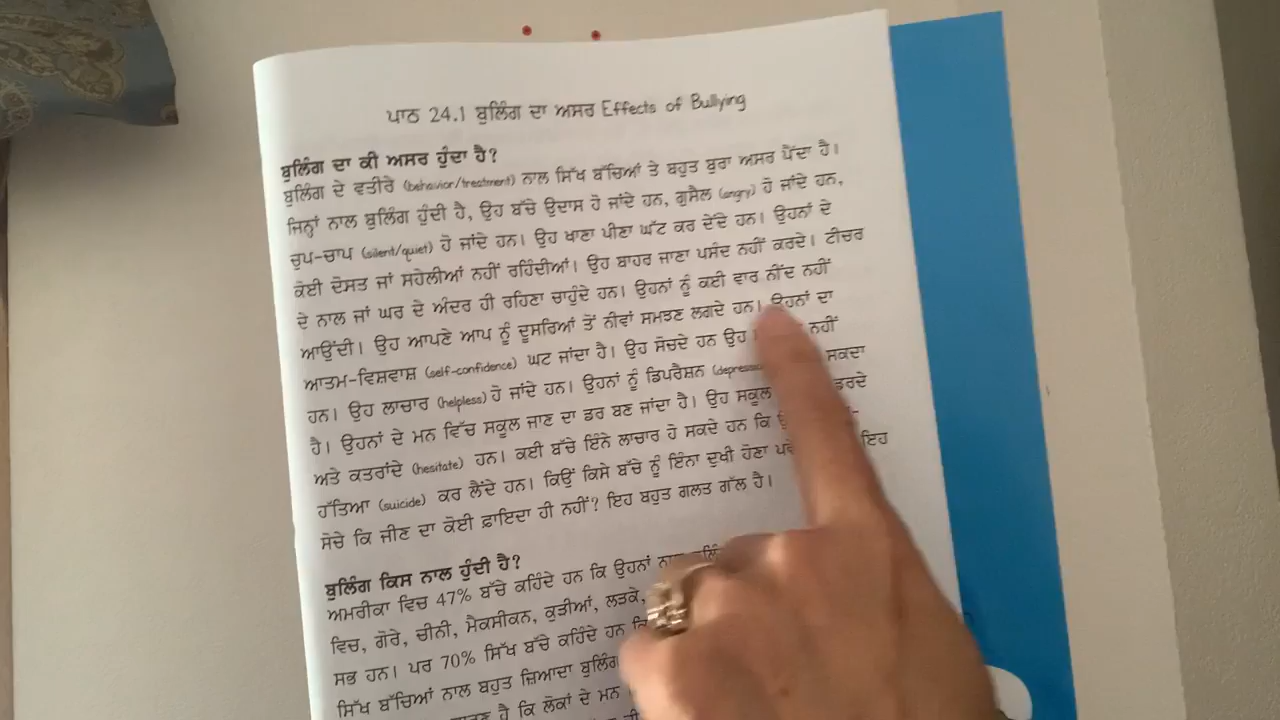 ਪਾਠ 24.1 ਬੁਲਿੰਗ ਦਾ ਅਸਰ Effects of Bullying
ਬੁਲਿੰਗ ਦਾ ਕੀ ਅਸਰ ਹੁੰਦਾ ਹੈ?
ਬੁਲਿੰਗ ਦੇ ਵਤੀਰੇ (behavior/treatment) ਨਾਲ ਸਿੱਖ ਬੱਚਿਆਂ ਤੇ ਬਹੁਤ ਬੁਰਾ ਅਸਰ ਪੈਂਦਾ ਹੈ।
ਜਿਨ੍ਹਾਂ ਨਾਲ ਬੁਲਿੰਗ ਹੁੰਦੀ ਹੈ, ਉਹ ਬੱਚੇ ਉਦਾਸ ਹੋ ਜਾਂਦੇ ਹਨ, ਗੁਸੈਲ (angry) ਹੋ ਜਾਂਦੇ ਹਨ,
ਚੁਪ-ਚਾਪ (silent/quiet) ਹੋ ਜਾਂਦੇ ਹਨ। ਉਹ ਖਾਣਾ ਪੀਣਾ ਘੱਟ ਕਰ ਦੇਂਦੇ ਹਨ। ਉਹਨਾਂ ਦੇ
ਕੋਈ ਦੋਸਤ ਜਾਂ ਸਹੇਲੀਆਂ ਨਹੀਂ ਰਹਿੰਦੀਆਂ। ਉਹ ਬਾਹਰ ਜਾਣਾ ਪਸੰਦ ਨਹੀਂ ਕਰਦੇ। ਟੀਚਰ
ਦੇ ਨਾਲ ਜਾਂ ਘਰ ਦੇ ਅੰਦਰ ਹੀ ਰਹਿਣਾ ਚਾਹੁੰਦੇ ਹਨ। ਉਹਨਾਂ ਨੂੰ ਕਈ ਵਾਰ ਨੀਂਦ ਨਹੀਂ
ਆਉਂਦੀ। ਉਹ ਆਪਣੇ ਆਪ ਨੂੰ ਦੂਸਰਿਆਂ ਤੋਂ ਨੀਵਾਂ ਸਮਝਣ ਲਗਦੇ ਹਨ। ਉਹਨਾਂ ਦਾ
ਆਤਮ-ਵਿਸ਼ਵਾਸ਼ (self-confidence) ਘਟ ਜਾਂਦਾ ਹੈ। ਉਹ ਸੋਚਦੇ ਹਨ ਉਹ ਨਹੀਂ
ਹਨ। ਉਹ ਲਾਚਾਰ (helpless) ਹੋ ਜਾਂਦੇ ਹਨ। ਉਹਨਾਂ ਨੂੰ ਡਿਪਰੈਸ਼ਨ ਸਕਦਾ
ਹੈ। ਉਹਨਾਂ ਦੇ ਮਨ ਵਿੱਚ ਸਕੂਲ ਜਾਣ ਦਾ ਡਰ ਬਣ ਜਾਂਦਾ ਹੈ। ਉਹ ਸਕੂਲ ਡਰਦੇ
ਅਤੇ ਕਤਰਾਂਦੇ (hesitate) ਹਨ। ਕਈ ਬੱਚੇ ਇੰਨੇ ਲਾਚਾਰ ਹੋ ਸਕਦੇ ਹਨ ਕਿ
ਹੱਤਿਆ (suicide) ਕਰ ਲੈਂਦੇ ਹਨ। ਕਿਉਂ ਕਿਸੇ ਬੱਚੇ ਨੂੰ ਇੰਨਾ ਦੁਖੀ ਹੋਣਾ ਇਹ
ਸੋਚੇ ਕਿ ਜੀਣ ਦਾ ਕੋਈ ਫ਼ਾਇਦਾ ਹੀ ਨਹੀਂ? ਇਹ ਬਹੁਤ ਗਲਤ ਗੱਲ ਹੈ।
ਬੁਲਿੰਗ ਕਿਸ ਨਾਲ ਹੁੰਦੀ ਹੈ?
ਅਮਰੀਕਾ ਵਿਚ 47% ਬੱਚੇ ਕਹਿੰਦੇ ਹਨ ਕਿ ਉਹਨਾਂ
ਵਿਚ, ਗੋਰੇ, ਚੀਨੀ, ਮੈਕਸੀਕਨ, ਕੁੜੀਆਂ, ਲੜਕੇ,
ਸਭ ਹਨ। ਪਰ 70% ਸਿੱਖ ਬੱਚੇ ਕਹਿੰਦੇ ਹਨ
ਸਿੱਖ ਬੱਚਿਆਂ ਨਾਲ ਬਹੁਤ ਜ਼ਿਆਦਾ ਬੁਲਿੰਗ
ਹੈ ਕਿ ਲੋਕਾਂ ਦੇ ਮਨ